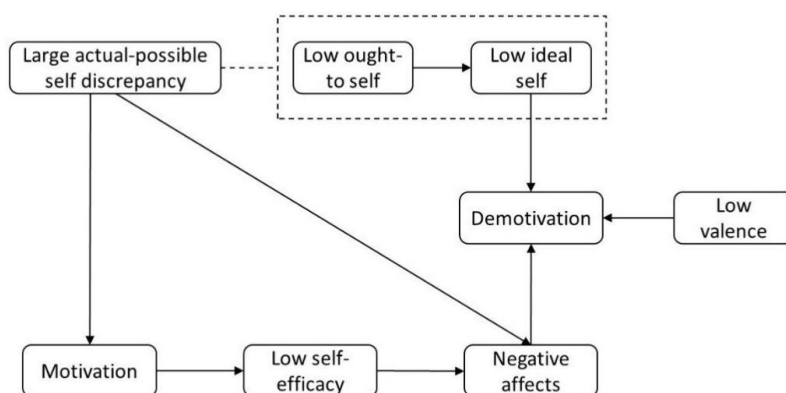 Large actual-possible
self discrepancy
Low ought-
to self
Low ideal
self
Demotivation
Low
valence
Motivation
Low self-
efficacy
Negative
affects